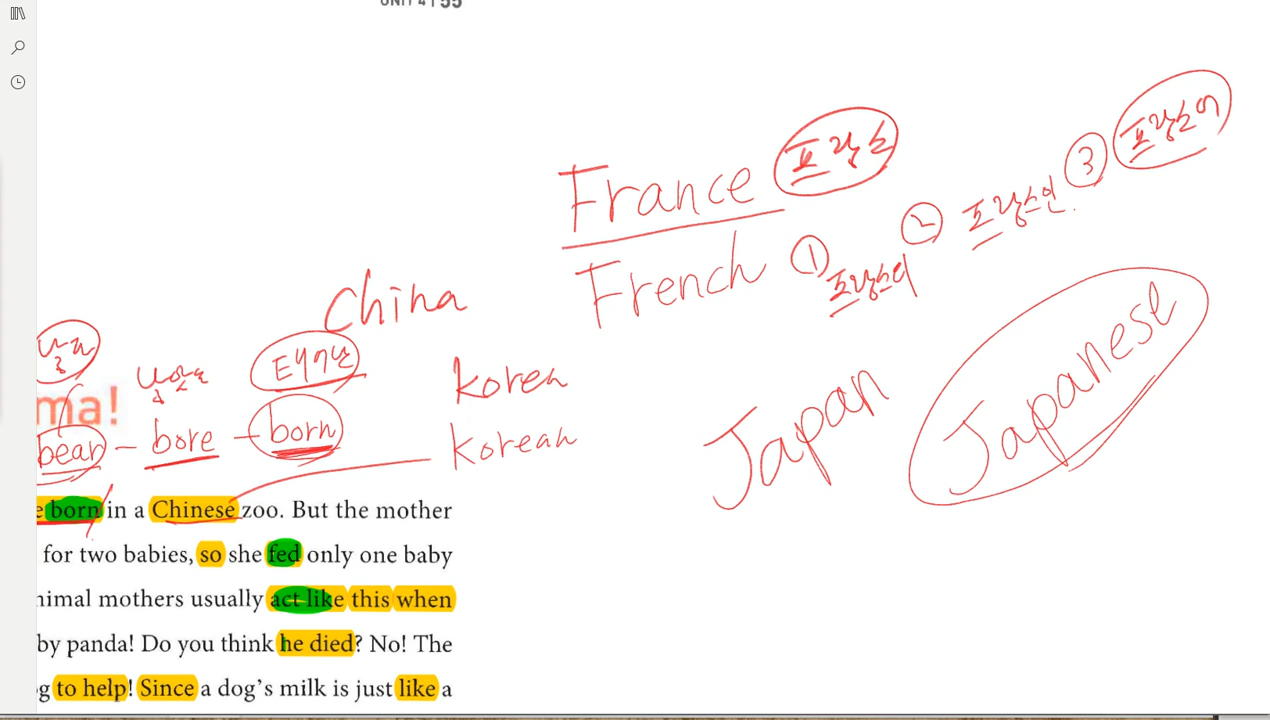 UNIT 4 | 55
France 프랑스
French ① 프랑스의 ② 프랑스인 ③ 프랑스어
China
태어난
Korea
Japan Japanese
ma!
bear – bore – born
Korean
e born in a Chinese zoo. But the mother
for two babies, so she fed only one baby
nimal mothers usually act like this when
by panda! Do you think he died? No! The
g to help! Since a dog's milk is just like a